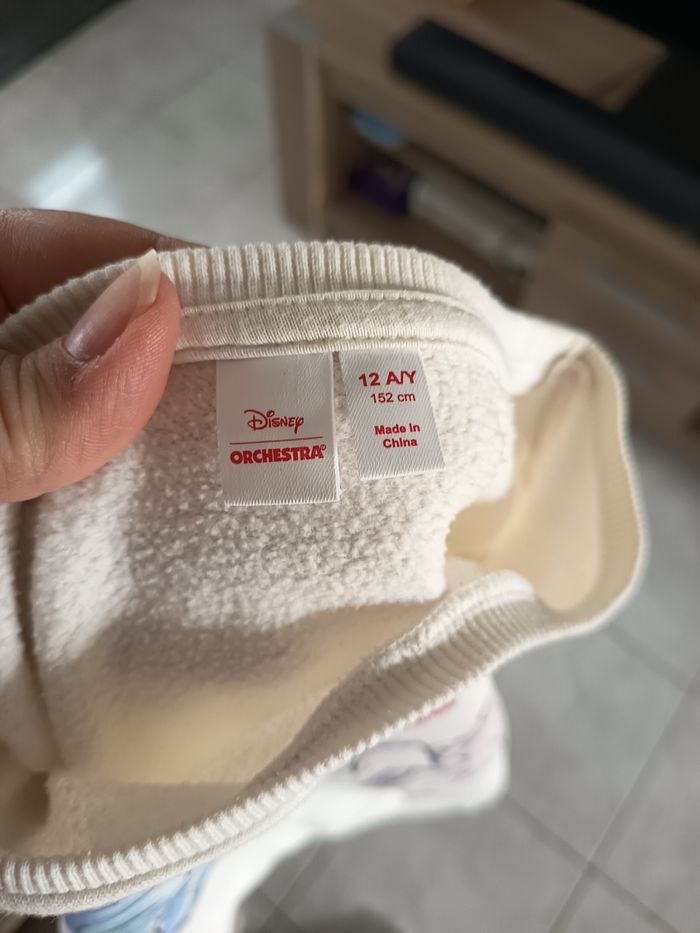 Disney
ORCHESTRA
12 A/Y
152 cm
Made in
China